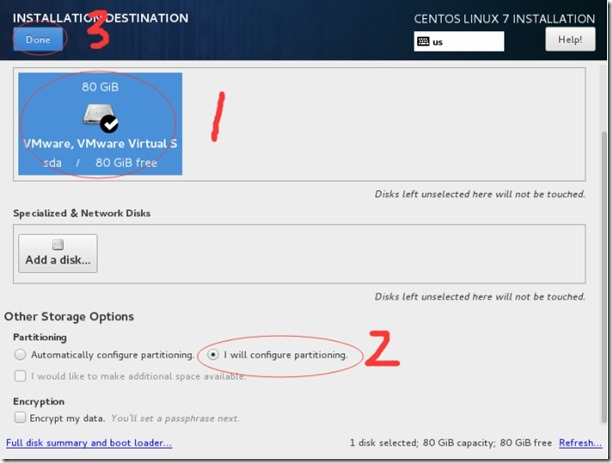 INSTALLATION DESTINATION
CENTOS LINUX 7 INSTALLATION
Done
3
us
Help!
80 GiB
1
VMware, VMware Virtual S
sda / 80 GiB free
Disks left unselected here will not be touched.
Specialized & Network Disks
Add a disk...
Disks left unselected here will not be touched.
Other Storage Options
Partitioning
Automatically configure partitioning.
I will configure partitioning.
2
I would like to make additional space available.
Encryption
Encrypt my data. You'll set a passphrase next.
Full disk summary and boot loader...
1 disk selected; 80 GiB capacity; 80 GiB free
Refresh...